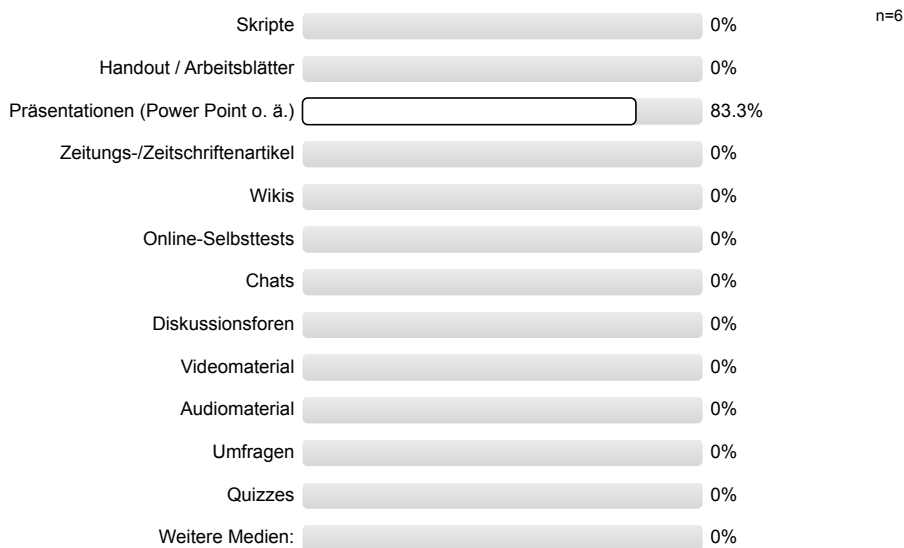 n=6
Skripte 0%
Handout / Arbeitsblätter 0%
Präsentationen (Power Point o. ä.) 83.3%
Zeitungs-/Zeitschriftenartikel 0%
Wikis 0%
Online-Selbsttests 0%
Chats 0%
Diskussionsforen 0%
Videomaterial 0%
Audiomaterial 0%
Umfragen 0%
Quizzes 0%
Weitere Medien: 0%